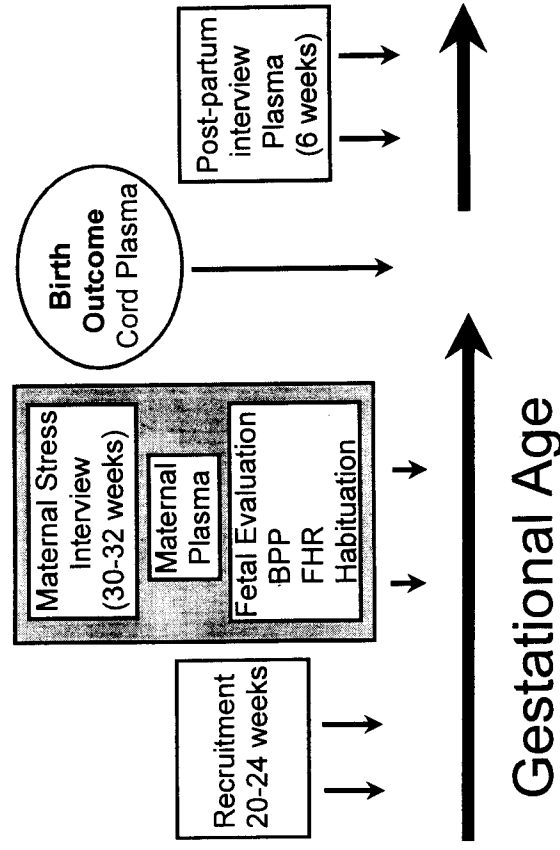 Recruitment
20-24 weeks
Maternal Stress
Interview
(30-32 weeks)
Maternal
Plasma
Fetal Evaluation
BPP
FHR
Habituation
Birth
Outcome
Cord Plasma
Post-partum
interview
Plasma
(6 weeks)
Gestational Age